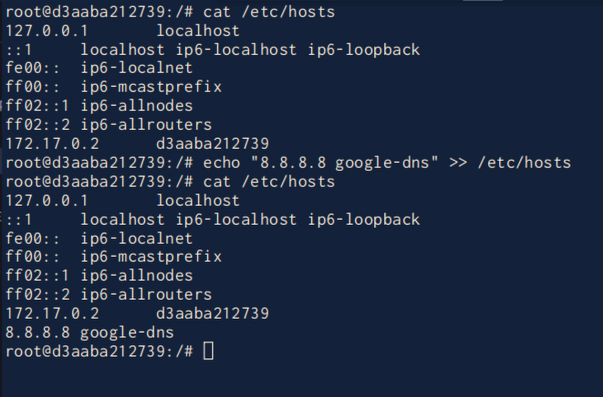 root@d3aaba212739:/# cat /etc/hosts
127.0.0.1       localhost
::1     localhost ip6-localhost ip6-loopback
fe00::  ip6-localnet
ff00::  ip6-mcastprefix
ff02::1 ip6-allnodes
ff02::2 ip6-allrouters
172.17.0.2      d3aaba212739
root@d3aaba212739:/# echo "8.8.8.8 google-dns" >> /etc/hosts
root@d3aaba212739:/# cat /etc/hosts
127.0.0.1       localhost
::1     localhost ip6-localhost ip6-loopback
fe00::  ip6-localnet
ff00::  ip6-mcastprefix
ff02::1 ip6-allnodes
ff02::2 ip6-allrouters
172.17.0.2      d3aaba212739
8.8.8.8 google-dns
root@d3aaba212739:/#